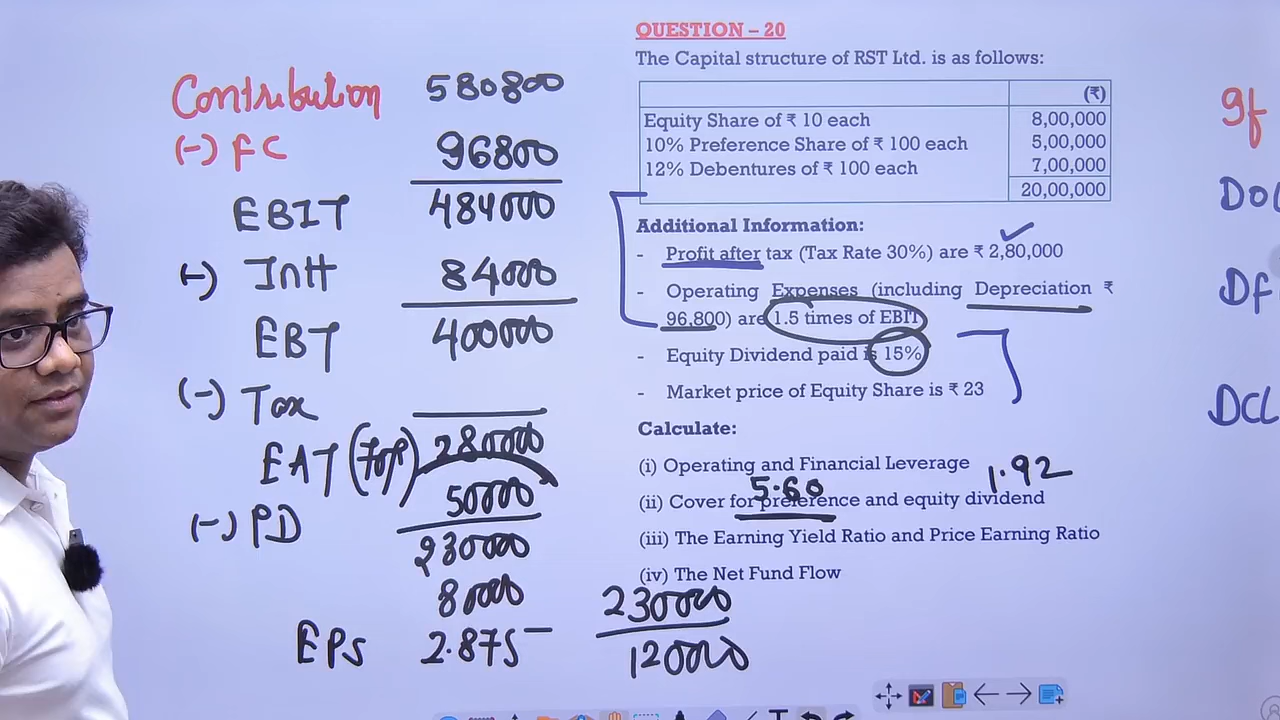 Contribution 580800
(-) FC 96800
EBIT 484000
(-) Int 84000
EBT 400000
(-) Tax
EAT 280000
50000
(-) PD
230000
80000
EPS 2.875
QUESTION – 20
The Capital structure of RST Ltd. is as follows:
(₹)
Equity Share of ₹ 10 each 8,00,000
10% Preference Share of ₹ 100 each 5,00,000
12% Debentures of ₹ 100 each 7,00,000
20,00,000
Additional Information:
- Profit after tax (Tax Rate 30%) are ₹ 2,80,000
- Operating Expenses (including Depreciation ₹
96,800) are 1.5 times of EBIT
- Equity Dividend paid is 15%
- Market price of Equity Share is ₹ 23
Calculate:
(i) Operating and Financial Leverage
5.60 1.92
(ii) Cover for preference and equity dividend
(iii) The Earning Yield Ratio and Price Earning Ratio
(iv) The Net Fund Flow
230000
120000
If